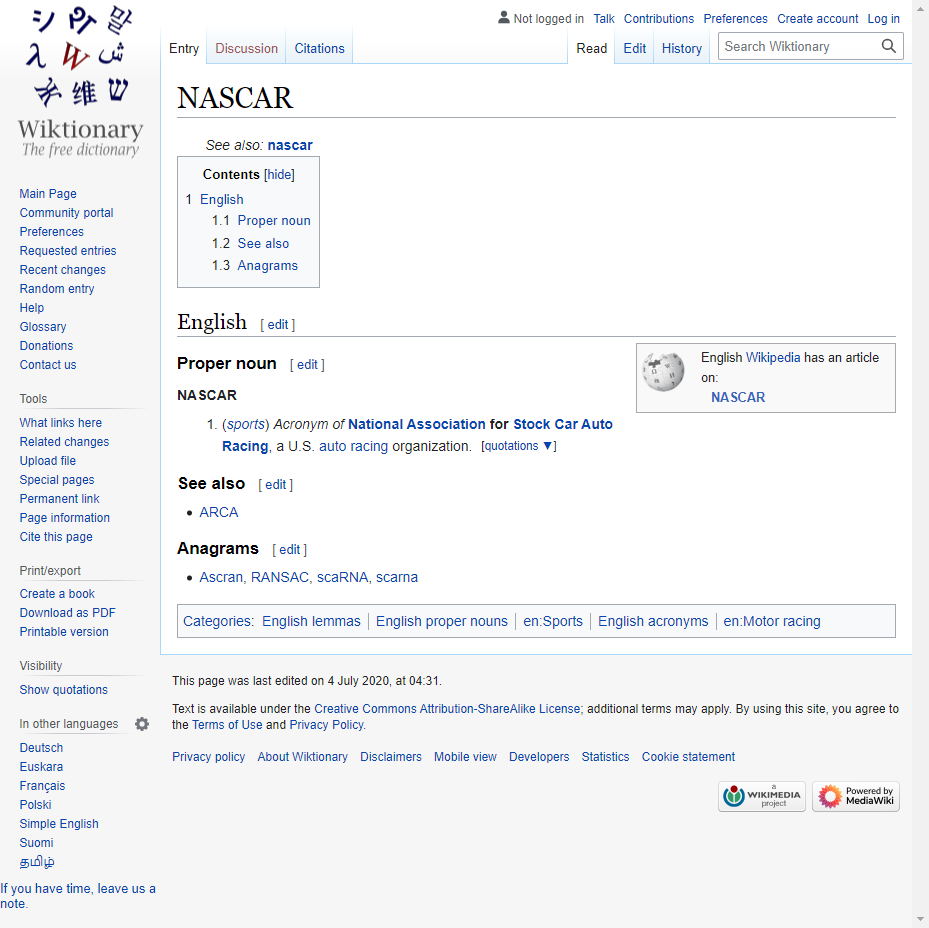 Not logged in Talk Contributions Preferences Create account Log in
Entry Discussion Citations Read Edit History Search Wiktionary
Wiktionary
The free dictionary
Main Page
Community portal
Preferences
Requested entries
Recent changes
Random entry
Help
Glossary
Donations
Contact us
Tools
What links here
Related changes
Upload file
Special pages
Permanent link
Page information
Cite this page
Print/export
Create a book
Download as PDF
Printable version
Visibility
Show quotations
In other languages
Deutsch
Euskara
Français
Polski
Simple English
Suomi
தமிழ்
If you have time, leave us a
note.
NASCAR
See also: nascar
Contents [hide]
1 English
1.1 Proper noun
1.2 See also
1.3 Anagrams
English [ edit ]
Proper noun [ edit ]
English Wikipedia has an article
on:
NASCAR
NASCAR
1. (sports) Acronym of National Association for Stock Car Auto
Racing, a U.S. auto racing organization. [quotations ▼]
See also [ edit ]
• ARCA
Anagrams [ edit ]
• Ascran, RANSAC, scaRNA, scarna
Categories: English lemmas English proper nouns en:Sports English acronyms en:Motor racing
This page was last edited on 4 July 2020, at 04:31.
Text is available under the Creative Commons Attribution-ShareAlike License; additional terms may apply. By using this site, you agree to
the Terms of Use and Privacy Policy.
Privacy policy About Wiktionary Disclaimers Mobile view Developers Statistics Cookie statement
a
WIKIMEDIA
project
Powered by
MediaWiki